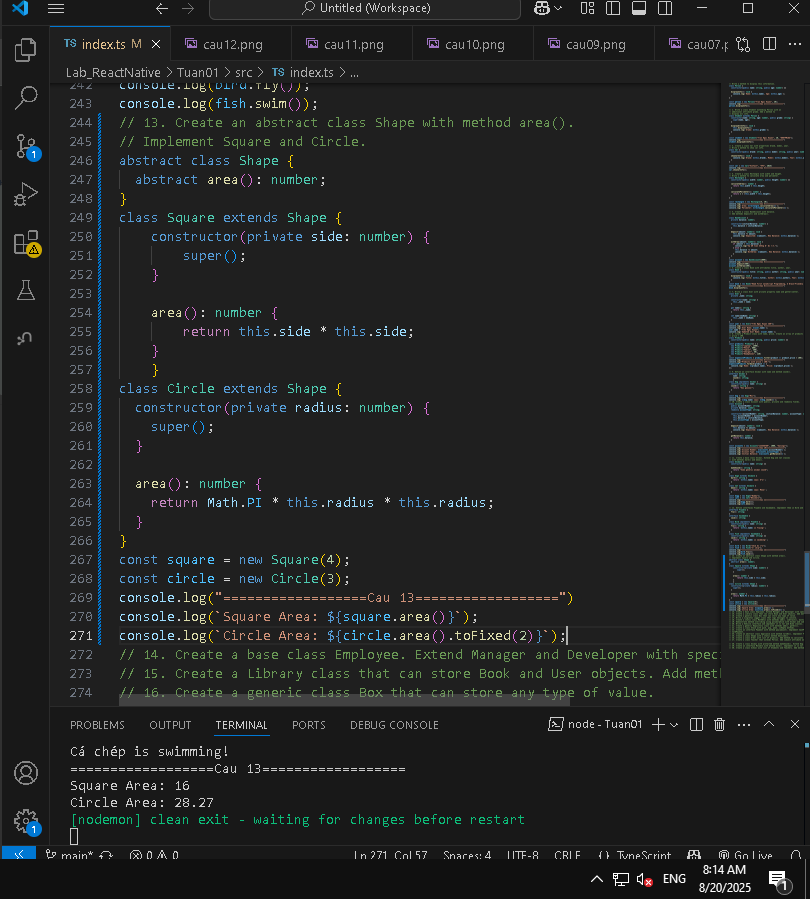 Untitled (Workspace)
TS index.ts M
cau12.png
cau11.png
cau10.png
cau09.png
cau07.p
Lab_ReactNative > Tuan01 > src > TS index.ts > ...
242 console.log(bird.fly());
243 console.log(fish.swim());
244 // 13. Create an abstract class Shape with method area().
245 // Implement Square and Circle.
246 abstract class Shape {
247 abstract area(): number;
248 }
249 class Square extends Shape {
250 constructor(private side: number) {
251 super();
252 }
253
254 area(): number {
255 return this.side * this.side;
256 }
257 }
258 class Circle extends Shape {
259 constructor(private radius: number) {
260 super();
261 }
262
263 area(): number {
264 return Math.PI * this.radius * this.radius;
265 }
266 }
267 const square = new Square(4);
268 const circle = new Circle(3);
269 console.log("==================Cau 13==================")
270 console.log(`Square Area: ${square.area()}`);
271 console.log(`Circle Area: ${circle.area().toFixed(2)}`);
272 // 14. Create a base class Employee. Extend Manager and Developer with spec
273 // 15. Create a Library class that can store Book and User objects. Add met
274 // 16. Create a generic class Box that can store any type of value.
PROBLEMS OUTPUT TERMINAL PORTS DEBUG CONSOLE
node - Tuan01
Cá chép is swimming!
==================Cau 13==================
Square Area: 16
Circle Area: 28.27
[nodemon] clean exit - waiting for changes before restart
main* 0 0 Ln 271, Col 57 Spaces: 4 UTF-8 CRLF {} TypeScript Go Live
ENG
8:14 AM
8/20/2025
1
1
1